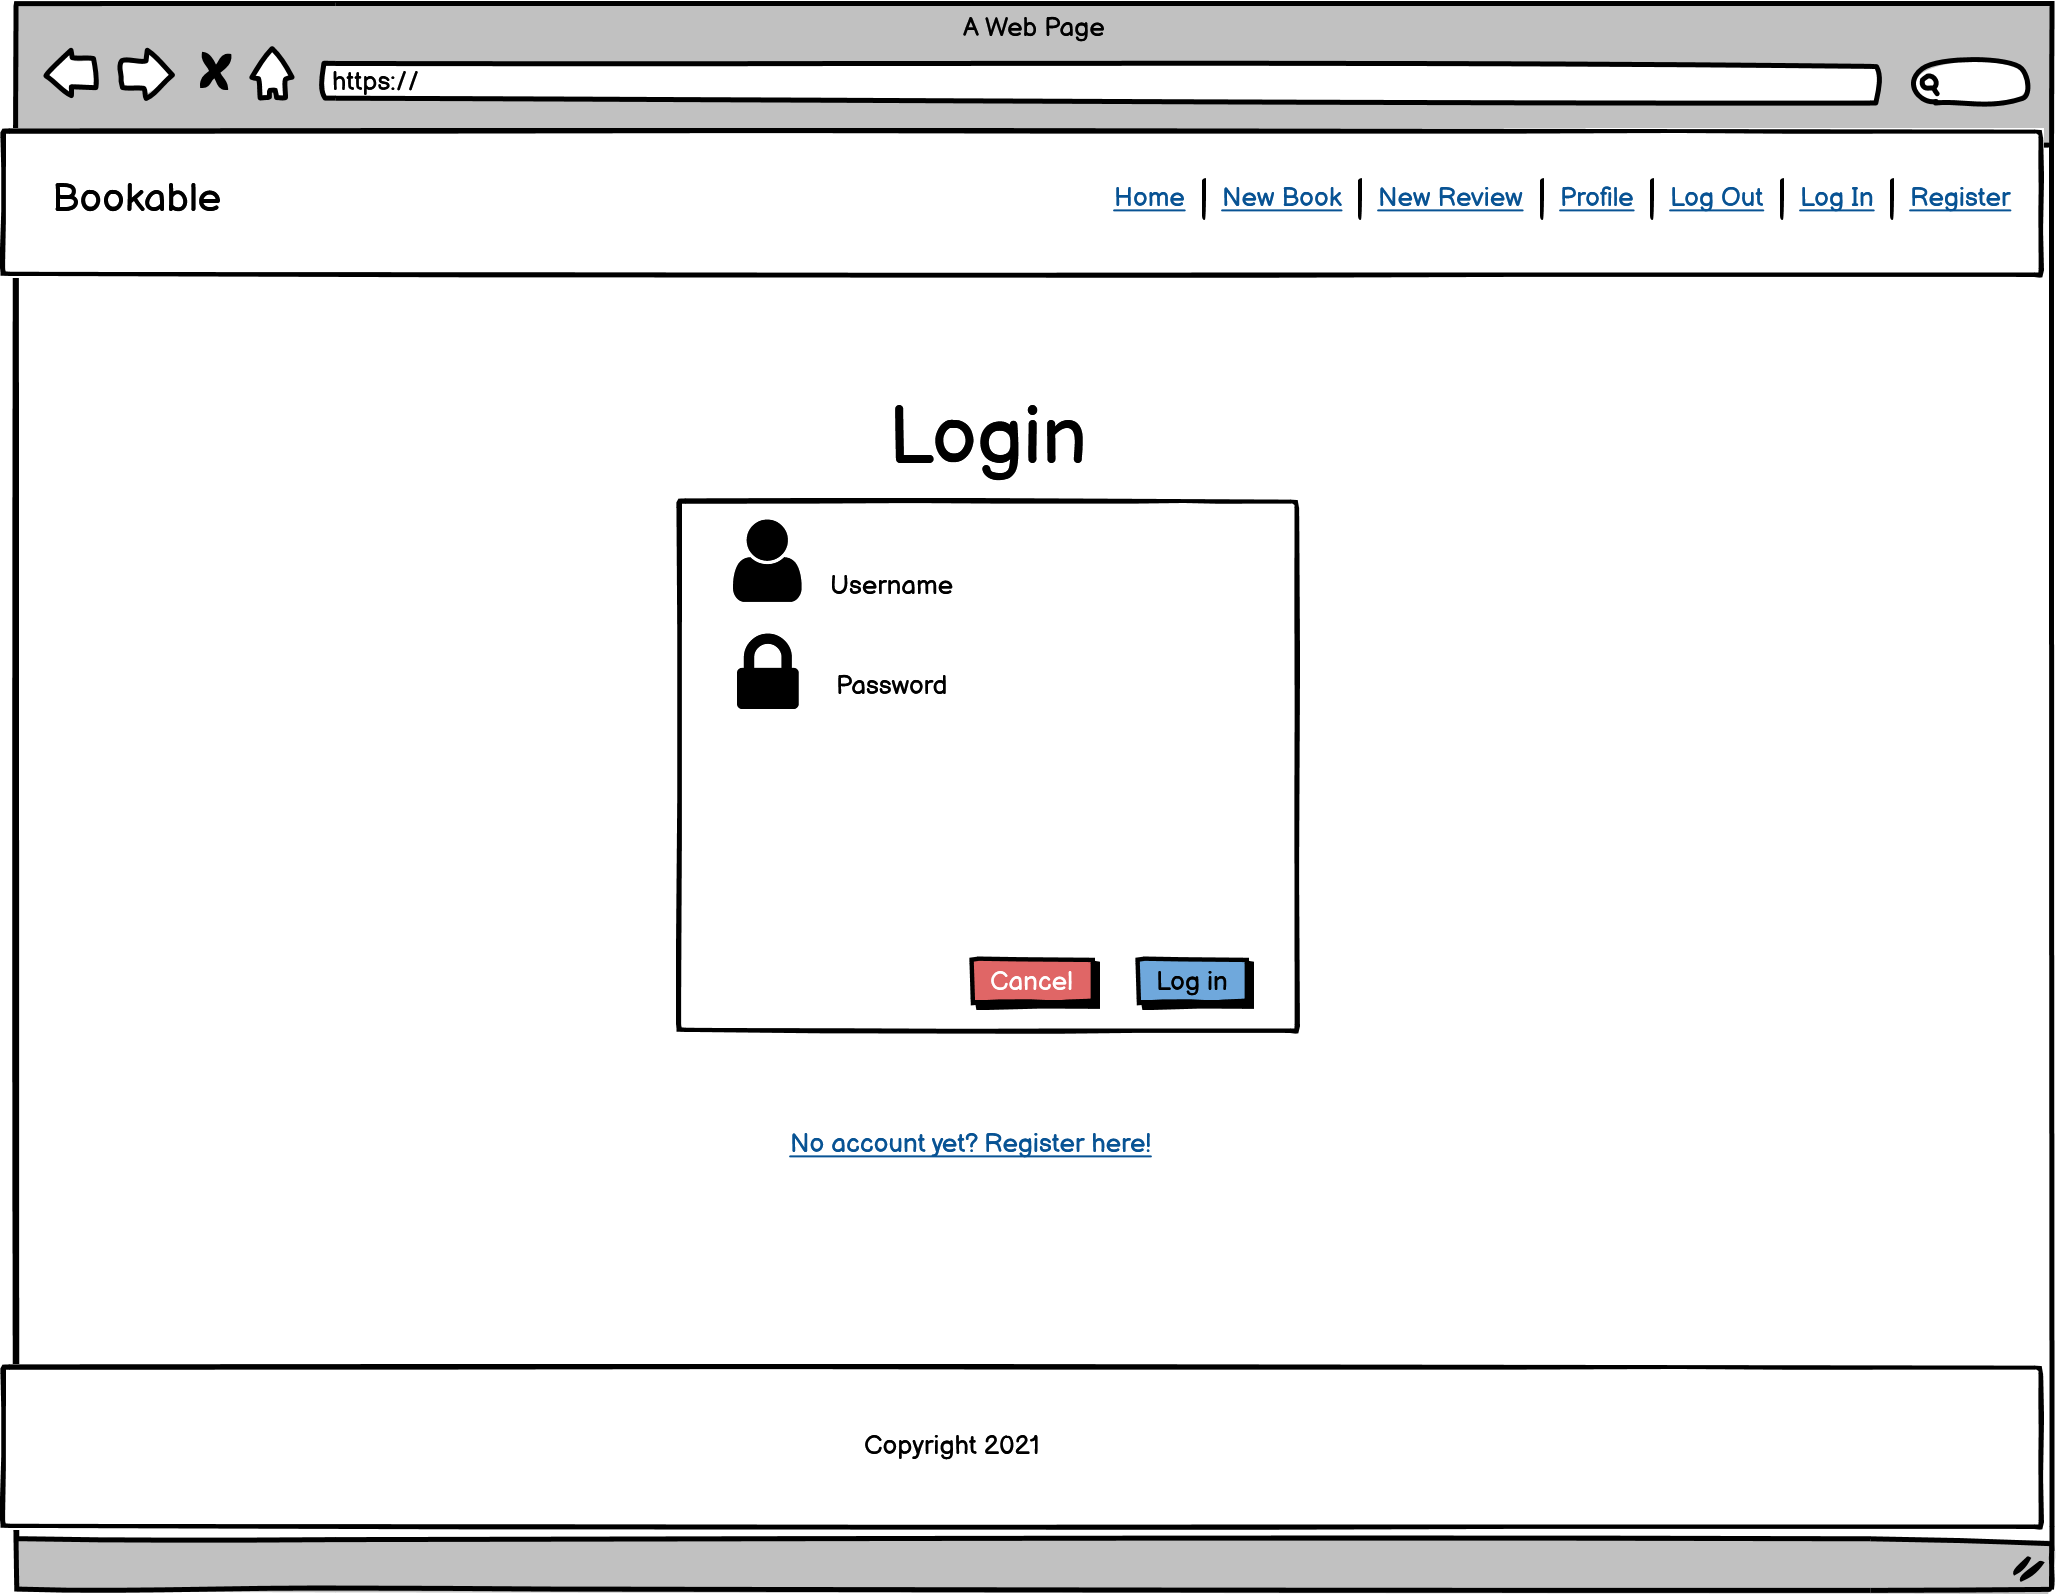 A Web Page
https://
Bookable
Home | New Book | New Review | Profile | Log Out | Log In | Register
Login
Username
Password
Cancel
Log in
No account yet? Register here!
Copyright 2021